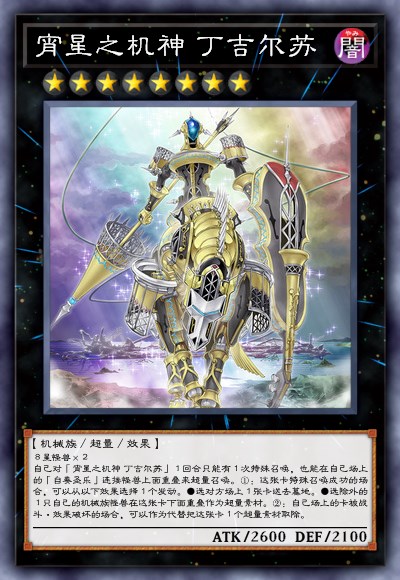 宵星之机神 丁吉尔苏
闇
やみ
【机械族／超量／效果】
８星怪兽×２
自己对「宵星之机神 丁吉尔苏」１回合只能有１次特殊召唤，也能在自己场上
的「自奏圣乐」连接怪兽上面重叠来超量召唤。①：这张卡特殊召唤成功的场
合，可以从以下效果选择１个发动。●选对方场上１张卡送去墓地。●选除外的
１只自己的机械族怪兽在这张卡下面重叠作为超量素材。②：自己场上的卡被战
斗·效果破坏的场合，可以作为代替把这张卡１个超量素材取除。
ATK/2600 DEF/2100